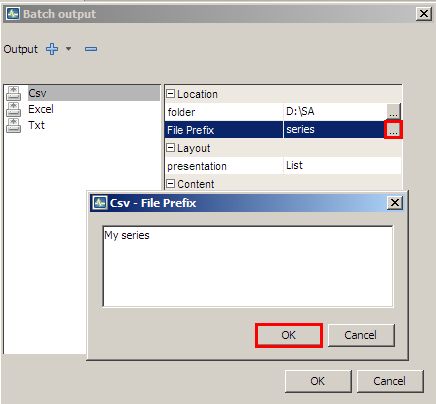 Batch output
Output
Csv
Excel
Txt
Location
folder D:\SA ...
File Prefix series ...
Layout
presentation List
Content
Csv - File Prefix
My series
OK Cancel
OK Cancel